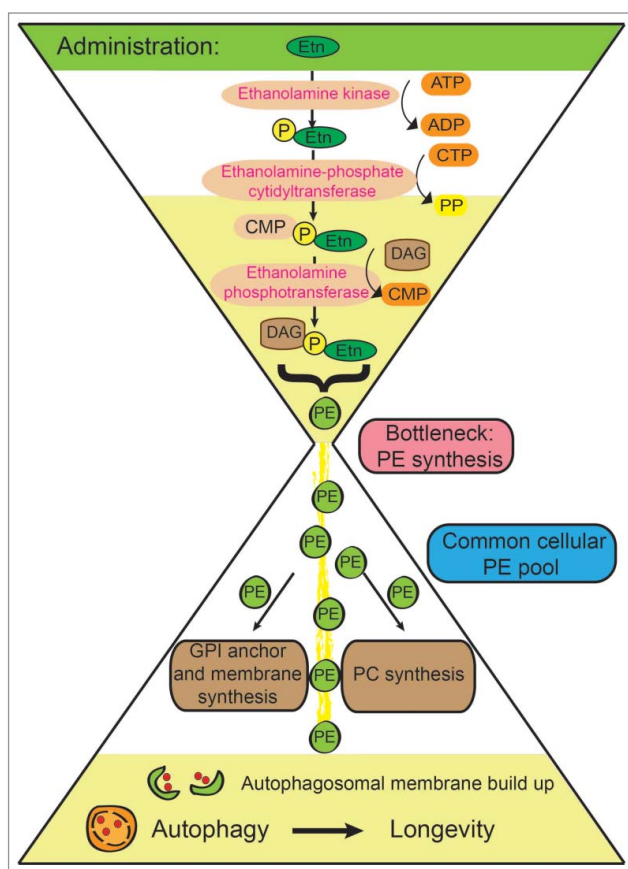 Administration:
Etn
Ethanolamine kinase
ATP
ADP
P
Etn
CTP
Ethanolamine-phosphate
cytidyltransferase
PP
CMP
P
Etn
DAG
Ethanolamine
phosphotransferase
CMP
DAG
P
Etn
PE
Bottleneck:
PE synthesis
PE
PE
PE
Common cellular
PE pool
PE
PE
PE
GPI anchor
and membrane
synthesis
PE
PC synthesis
PE
Autophagosomal membrane build up
Autophagy
Longevity